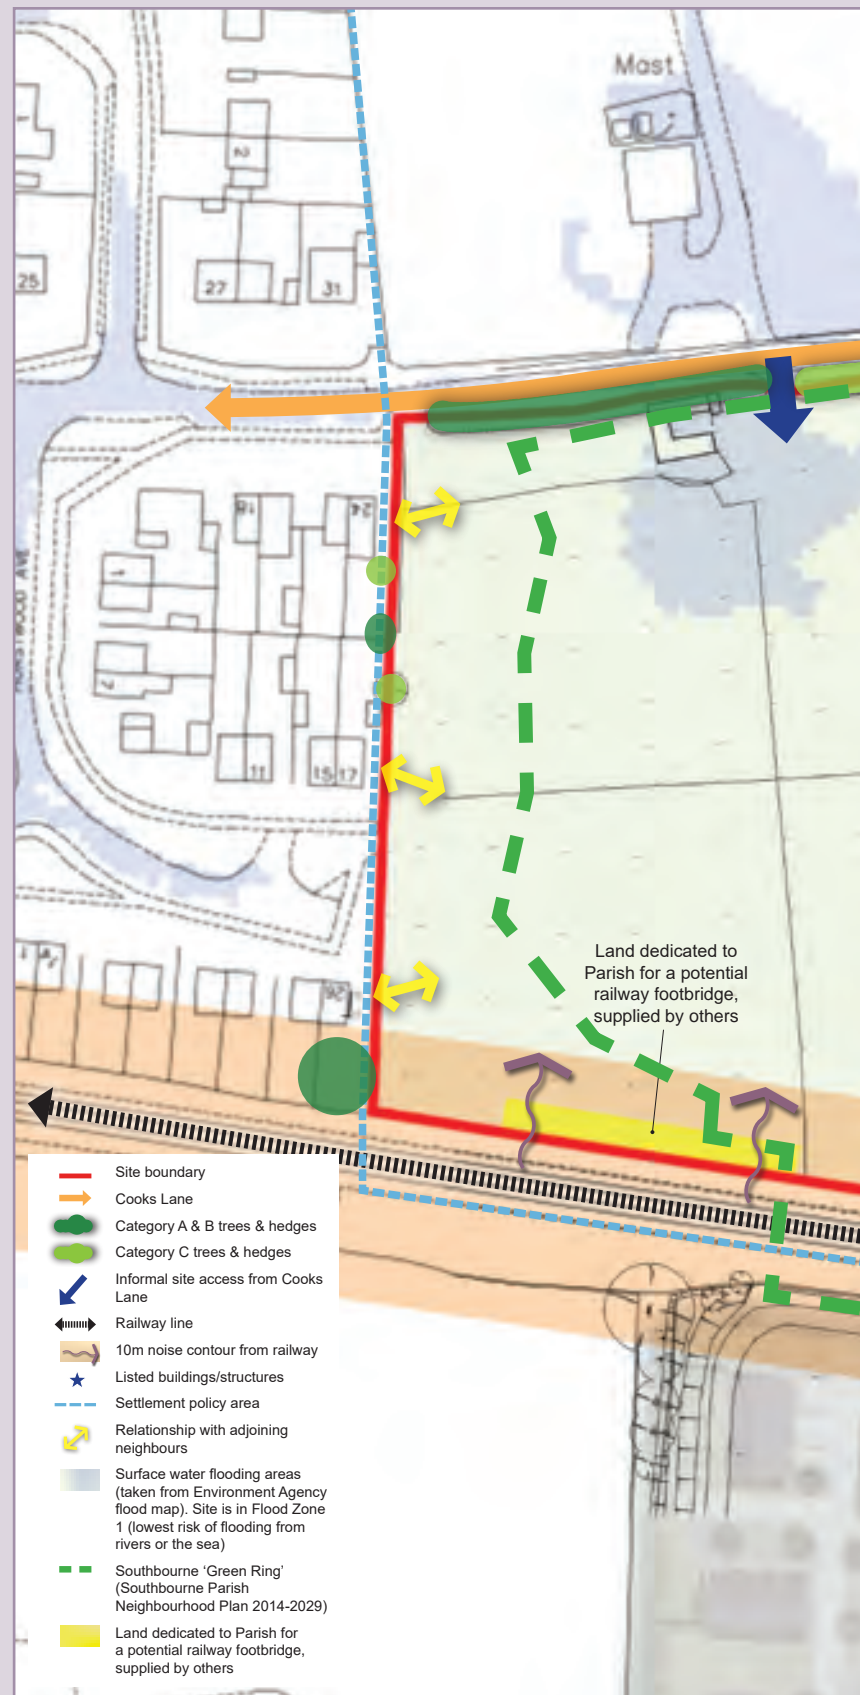 Mast
2
25
27
31
18
24
1
7
11
15
17
Land dedicated to
Parish for a potential
railway footbridge,
supplied by others
Site boundary
Cooks Lane
Category A & B trees & hedges
Category C trees & hedges
Informal site access from Cooks
Lane
Railway line
10m noise contour from railway
Listed buildings/structures
Settlement policy area
Relationship with adjoining
neighbours
Surface water flooding areas
(taken from Environment Agency
flood map). Site is in Flood Zone
1 (lowest risk of flooding from
rivers or the sea)
Southbourne ‘Green Ring’
(Southbourne Parish
Neighbourhood Plan 2014-2029)
Land dedicated to Parish for
a potential railway footbridge,
supplied by others